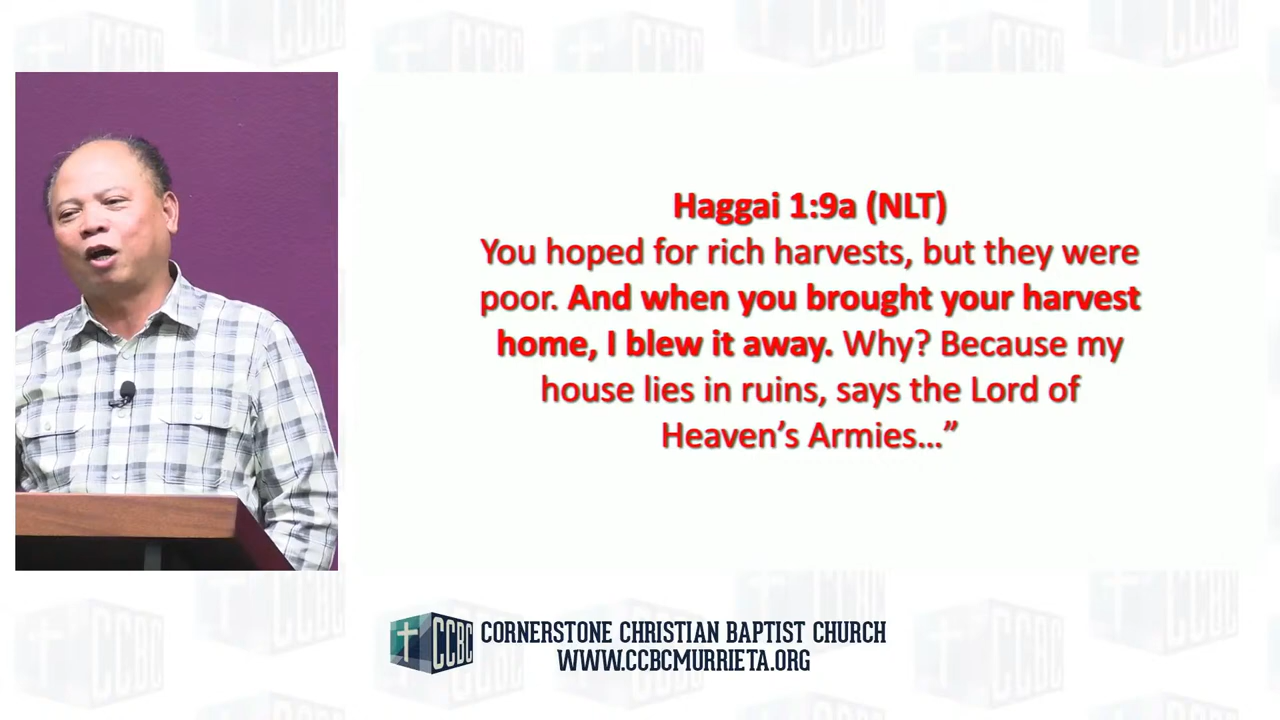 Haggai 1:9a (NLT)
You hoped for rich harvests, but they were
poor. And when you brought your harvest
home, I blew it away. Why? Because my
house lies in ruins, says the Lord of
Heaven’s Armies...”
CCBC
CORNERSTONE CHRISTIAN BAPTIST CHURCH
WWW.CCBCMURRIETA.ORG